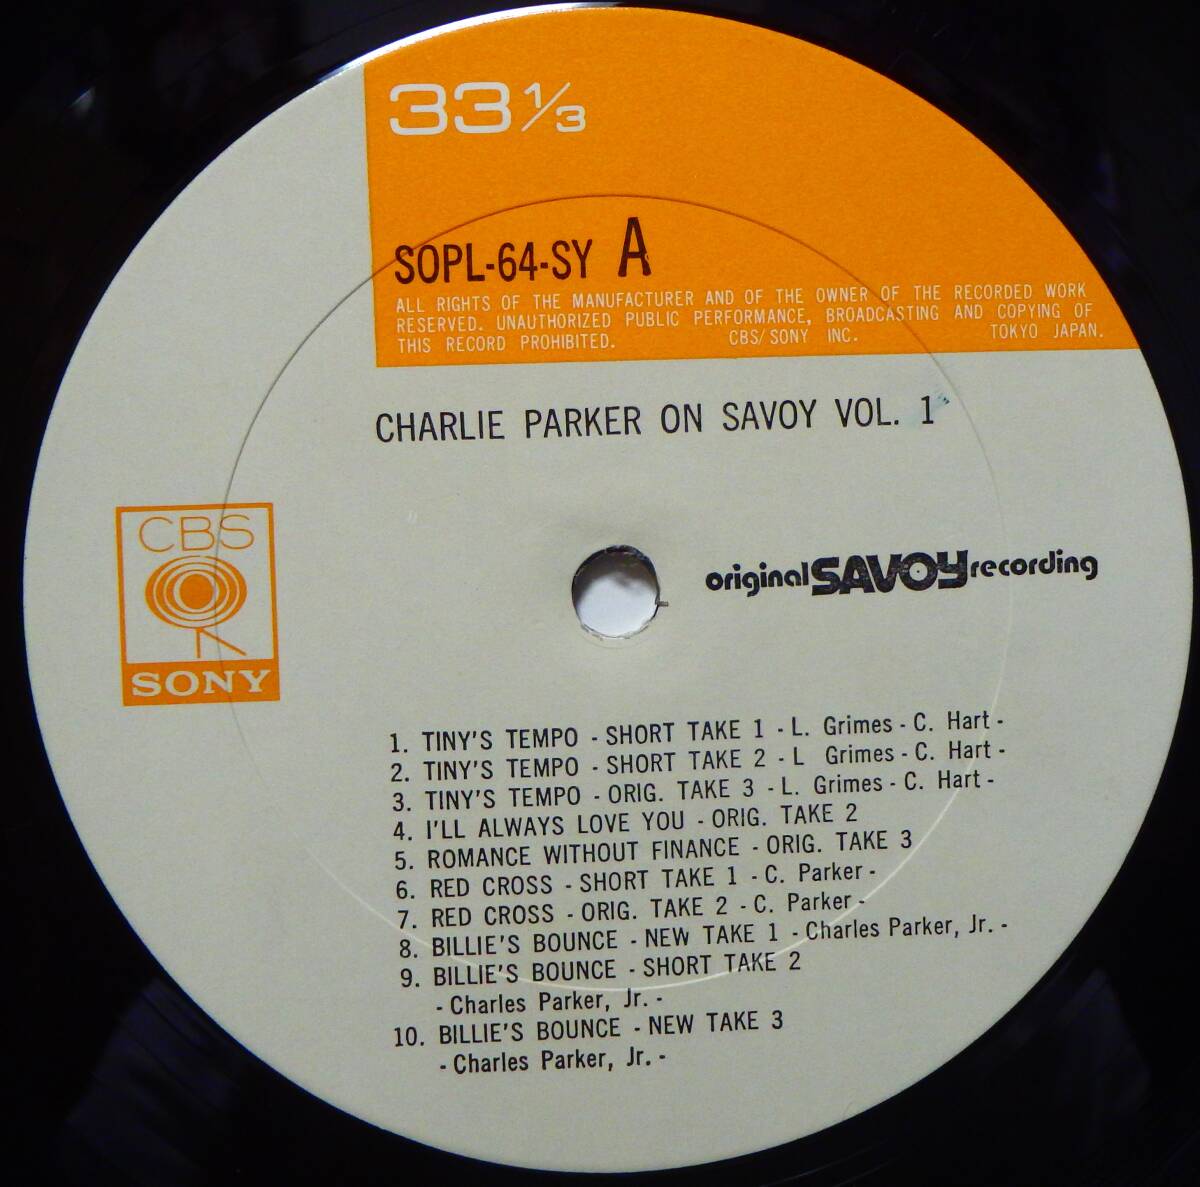 33 1/3
SOPL-64-SY A
ALL RIGHTS OF THE MANUFACTURER AND OF THE OWNER OF THE RECORDED WORK
RESERVED. UNAUTHORIZED PUBLIC PERFORMANCE, BROADCASTING AND COPYING OF
THIS RECORD PROHIBITED. CBS/SONY INC. TOKYO JAPAN.
CHARLIE PARKER ON SAVOY VOL. 1
CBS
SONY
original SAVOY recording
1. TINY'S TEMPO - SHORT TAKE 1 - L. Grimes - C. Hart -
2. TINY'S TEMPO - SHORT TAKE 2 - L Grimes - C. Hart -
3. TINY'S TEMPO - ORIG. TAKE 3 - L. Grimes - C. Hart -
4. I'LL ALWAYS LOVE YOU - ORIG. TAKE 2
5. ROMANCE WITHOUT FINANCE - ORIG. TAKE 3
6. RED CROSS - SHORT TAKE 1 - C. Parker -
7. RED CROSS - ORIG. TAKE 2 - C. Parker -
8. BILLIE'S BOUNCE - NEW TAKE 1 - Charles Parker, Jr. -
9. BILLIE'S BOUNCE - SHORT TAKE 2
- Charles Parker, Jr. -
10. BILLIE'S BOUNCE - NEW TAKE 3
- Charles Parker, Jr. -